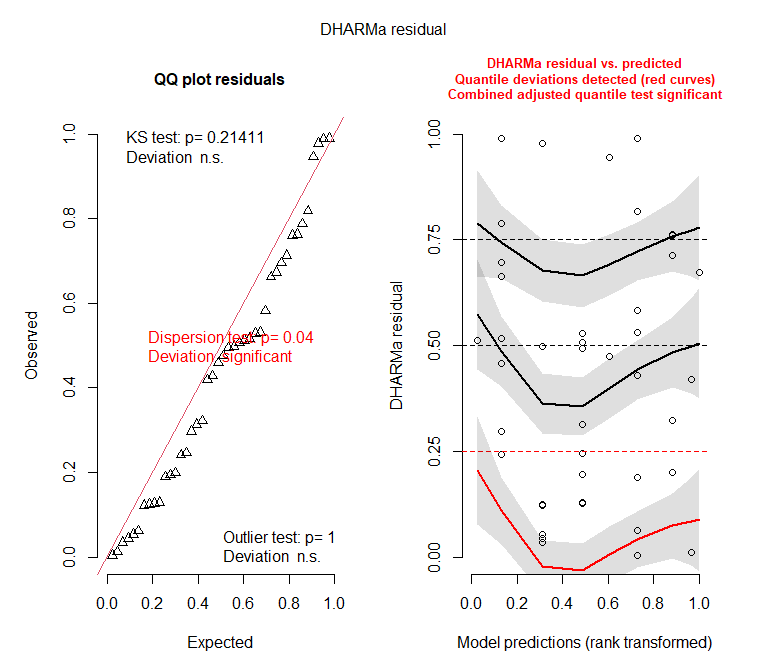 DHARMa residual
QQ plot residuals
KS test: p= 0.21411
Deviation n.s.
Dispersion test: p= 0.04
Deviation significant
Outlier test: p= 1
Deviation n.s.
Observed
0.0 0.2 0.4 0.6 0.8 1.0
0.0 0.2 0.4 0.6 0.8 1.0
Expected
DHARMa residual vs. predicted
Quantile deviations detected (red curves)
Combined adjusted quantile test significant
DHARMa residual
0.00 0.25 0.50 0.75 1.00
0.0 0.2 0.4 0.6 0.8 1.0
Model predictions (rank transformed)